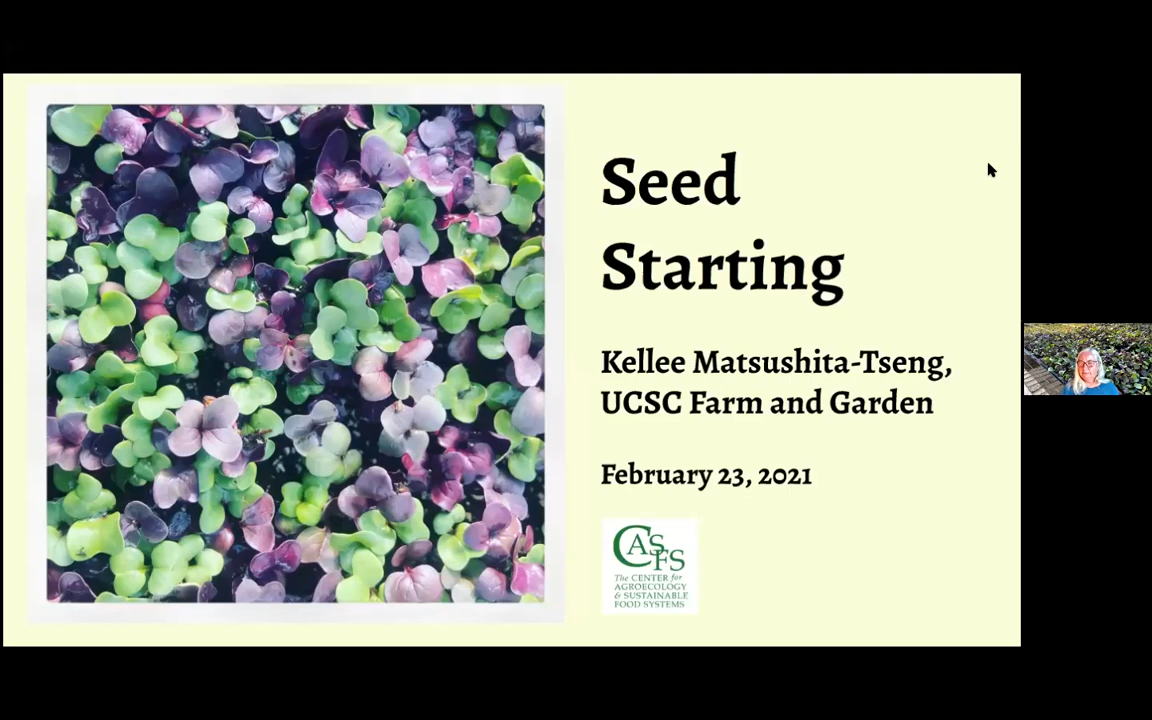 Seed
Starting
Kellee Matsushita-Tseng,
UCSC Farm and Garden
February 23, 2021
CASFS
The CENTER for
AGROECOLOGY
& SUSTAINABLE
FOOD SYSTEMS